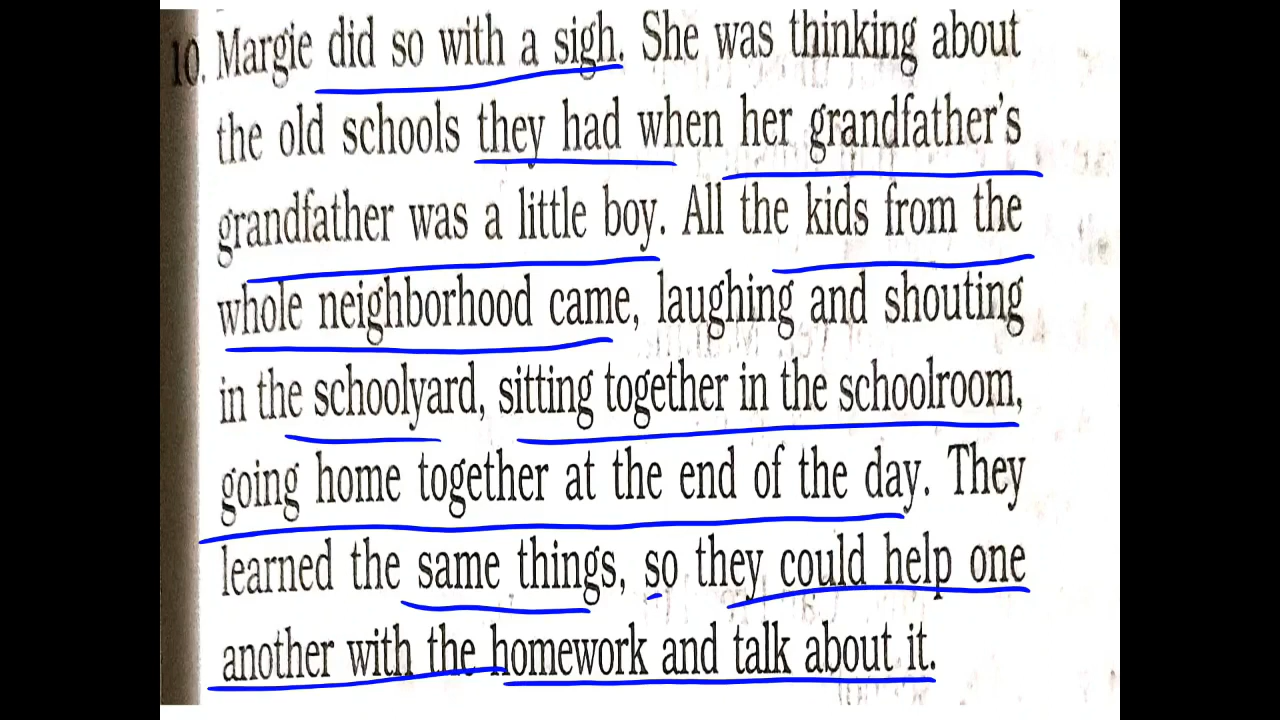 10. Margie did so with a sigh. She was thinking about
the old schools they had when her grandfather's
grandfather was a little boy. All the kids from the
whole neighborhood came, laughing and shouting
in the schoolyard, sitting together in the schoolroom,
going home together at the end of the day. They
learned the same things, so they could help one
another with the homework and talk about it.